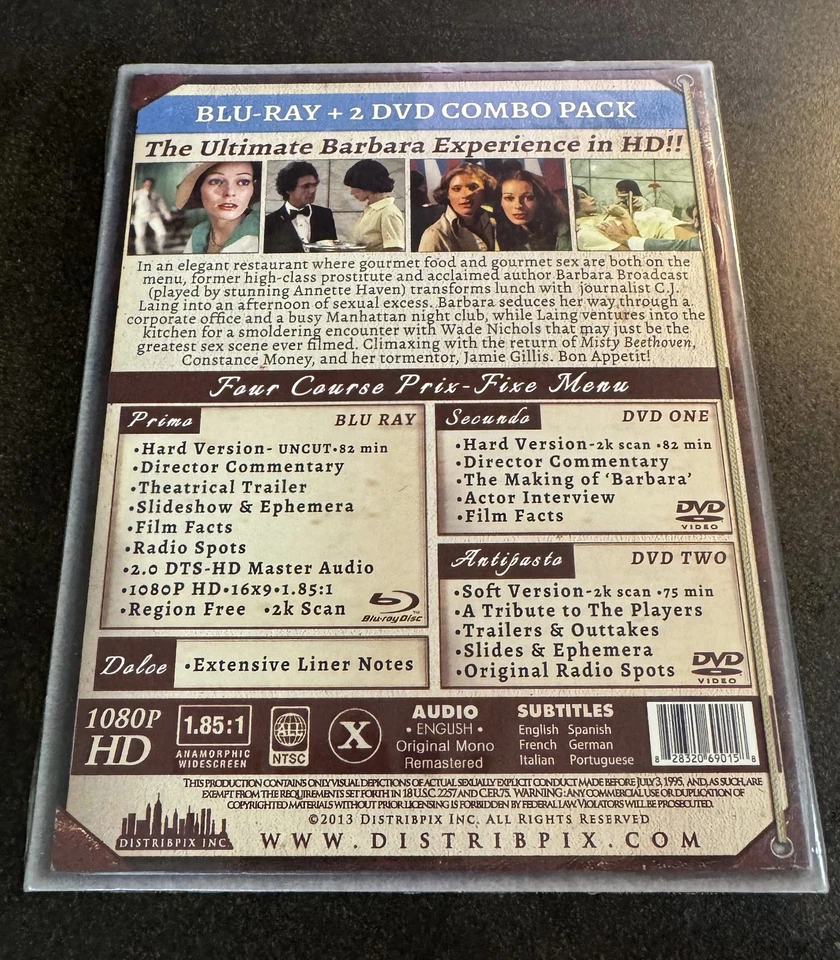 BLU-RAY + 2 DVD COMBO PACK
The Ultimate Barbara Experience in HD!!
In an elegant restaurant where gourmet food and gourmet sex are both on the
menu, former high-class prostitute and acclaimed author Barbara Broadcast
(played by stunning Annette Haven) transforms lunch with journalist C.J.
Laing into an afternoon of sexual excess. Barbara seduces her way through a
corporate office and a busy Manhattan night club, while Laing ventures into the
kitchen for a smoldering encounter with Wade Nichols that may just be the
greatest sex scene ever filmed. Climaxing with the return of Misty Beethoven,
Constance Money, and her tormentor, Jamie Gillis. Bon Appetit!
Four Course Prix-Fixe Menu
Primo BLU RAY
•Hard Version- UNCUT•82 min
•Director Commentary
•Theatrical Trailer
•Slideshow & Ephemera
•Film Facts
•Radio Spots
•2.0 DTS-HD Master Audio
•1080P HD•16x9•1.85:1
•Region Free •2k Scan
Blu-ray Disc
Dolce •Extensive Liner Notes
Secundo DVD ONE
•Hard Version-2k scan •82 min
•Director Commentary
•The Making of ‘Barbara’
•Actor Interview
•Film Facts
DVD
VIDEO
Antipasto DVD TWO
•Soft Version-2k scan •75 min
•A Tribute to The Players
•Trailers & Outtakes
•Slides & Ephemera
•Original Radio Spots
DVD
VIDEO
1080P
HD
1.85:1
ANAMORPHIC
WIDESCREEN
ALL
NTSC
X
AUDIO
• ENGLISH •
Original Mono
Remastered
SUBTITLES
English Spanish
French German
Italian Portuguese
8 28320 69015 8
THIS PRODUCTION CONTAINS ONLY VISUAL DEPICTIONS OF ACTUAL SEXUALLY EXPLICIT CONDUCT MADE BEFORE JULY 3, 1995, AND, AS SUCH, ARE
EXEMPT FROM THE REQUIREMENTS SET FORTH IN 18 U.S.C. 2257 AND C.F.R. 75. WARNING: ANY COMMERCIAL USE OR DUPLICATION OF
COPYRIGHTED MATERIALS WITHOUT PRIOR LICENSING IS FORBIDDEN BY FEDERAL LAW. VIOLATORS WILL BE PROSECUTED.
©2013 DISTRIBPIX INC. ALL RIGHTS RESERVED
DISTRIBPIX INC.
WWW.DISTRIBPIX.COM